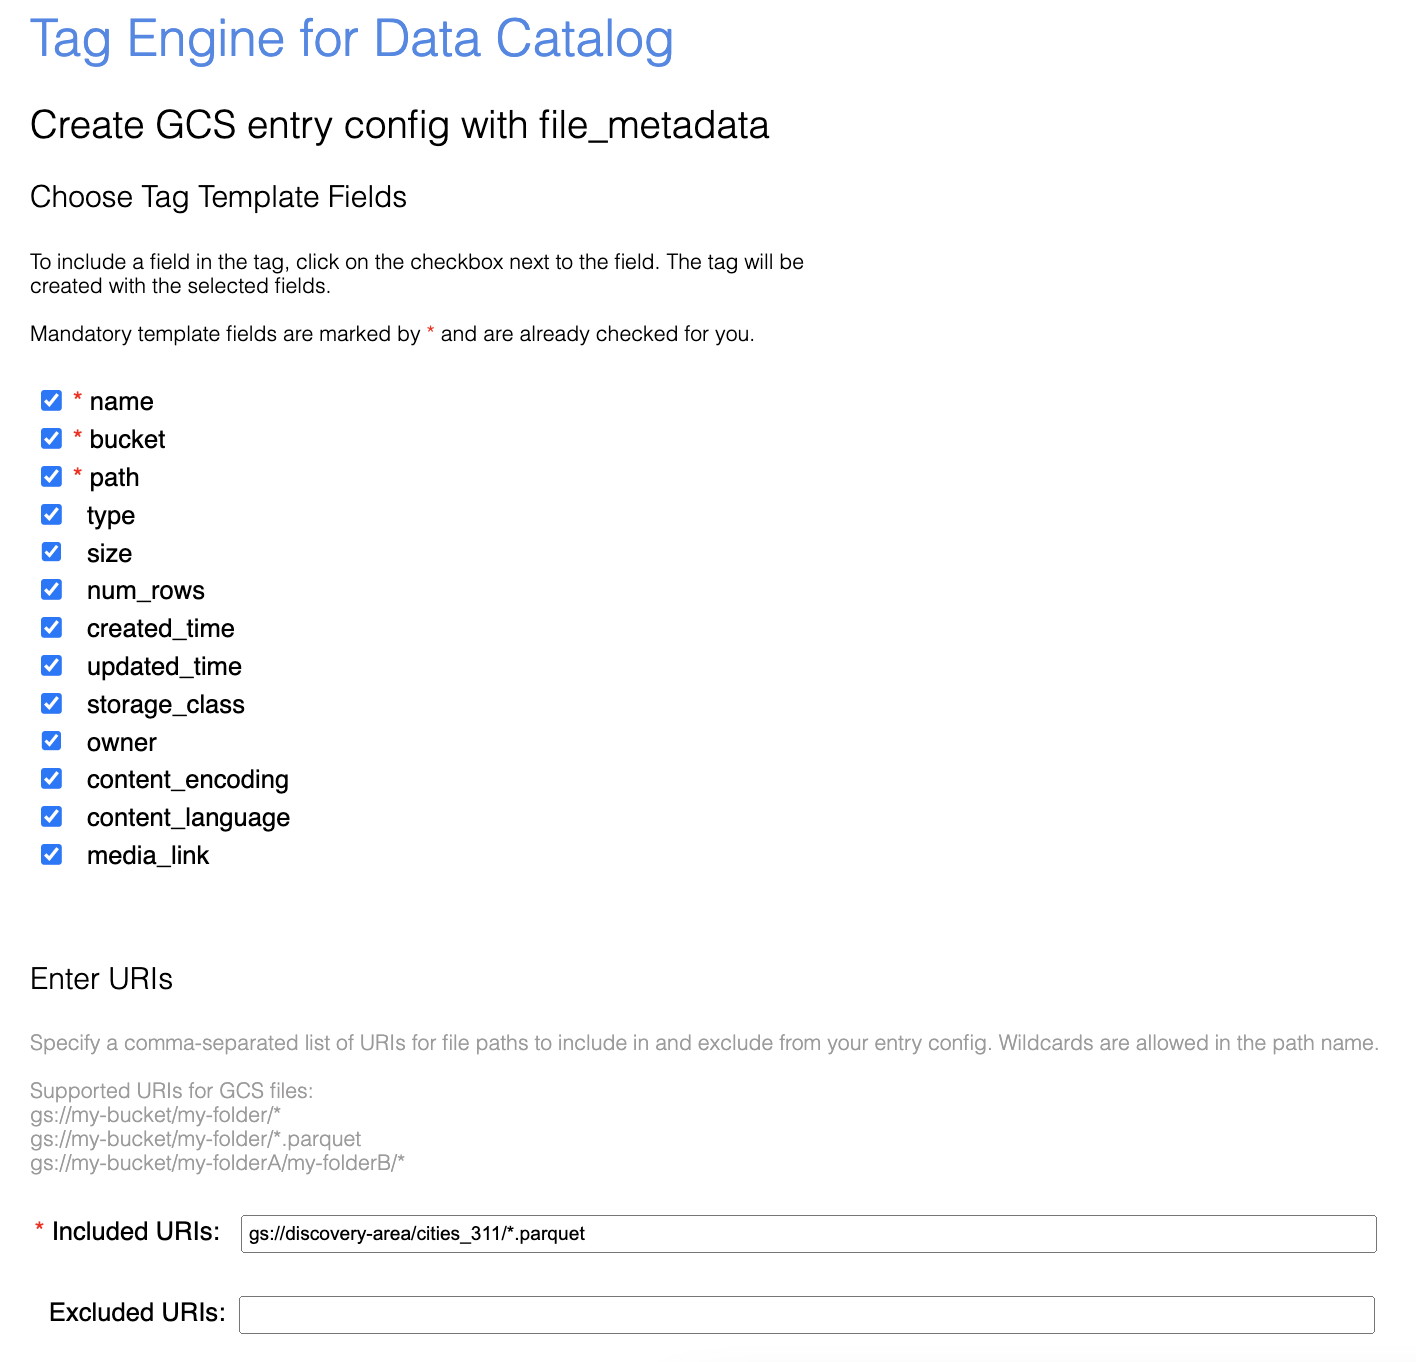 Tag Engine for Data Catalog
Create GCS entry config with file_metadata
Choose Tag Template Fields
To include a field in the tag, click on the checkbox next to the field. The tag will be
created with the selected fields.
Mandatory template fields are marked by * and are already checked for you.
* name
* bucket
* path
type
size
num_rows
created_time
updated_time
storage_class
owner
content_encoding
content_language
media_link
Enter URIs
Specify a comma-separated list of URIs for file paths to include in and exclude from your entry config. Wildcards are allowed in the path name.
Supported URIs for GCS files:
gs://my-bucket/my-folder/*
gs://my-bucket/my-folder/*.parquet
gs://my-bucket/my-folderA/my-folderB/*
* Included URIs: gs://discovery-area/cities_311/*.parquet
Excluded URIs: